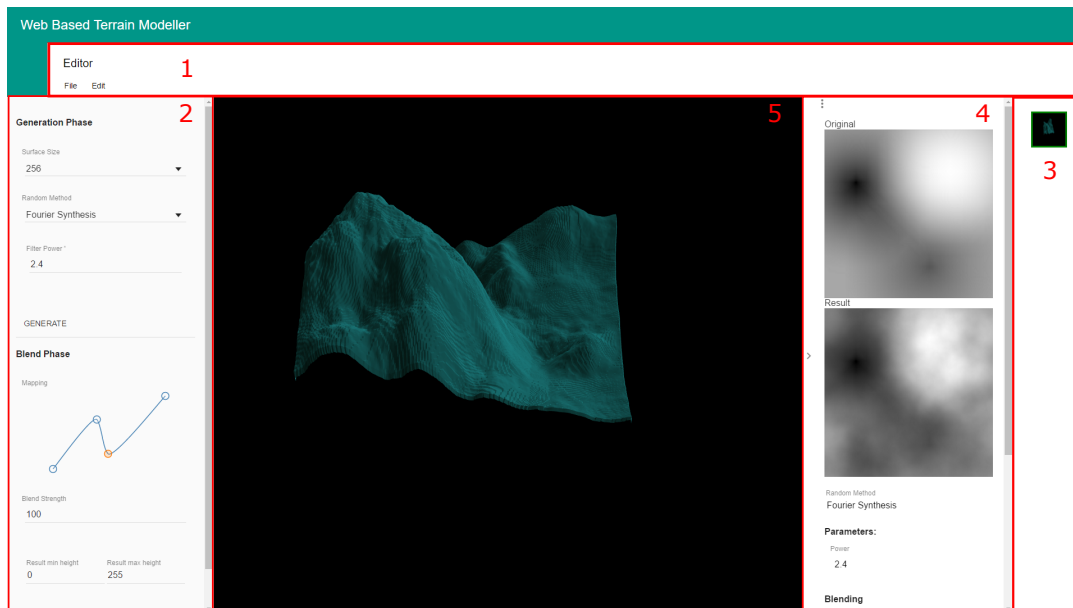 Web Based Terrain Modeller
Editor
1
File Edit
2
Generation Phase
Surface Size
256
Random Method
Fourier Synthesis
Filter Power *
2.4
GENERATE
Blend Phase
Mapping
Blend Strength
100
Result min height Result max height
0 255
5
4
Original
Result
Random Method
Fourier Synthesis
Parameters:
Power
2.4
Blending
3